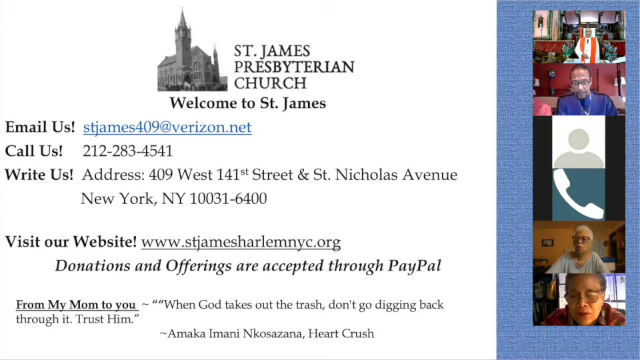 ST. JAMES
PRESBYTERIAN
CHURCH
Welcome to St. James
Email Us! stjames409@verizon.net
Call Us! 212-283-4541
Write Us! Address: 409 West 141st Street & St. Nicholas Avenue
New York, NY 10031-6400
Visit our Website! www.stjamesharlemnyc.org
Donations and Offerings are accepted through PayPal
From My Mom to you ~ ““When God takes out the trash, don't go digging back
through it. Trust Him.”
~Amaka Imani Nkosazana, Heart Crush